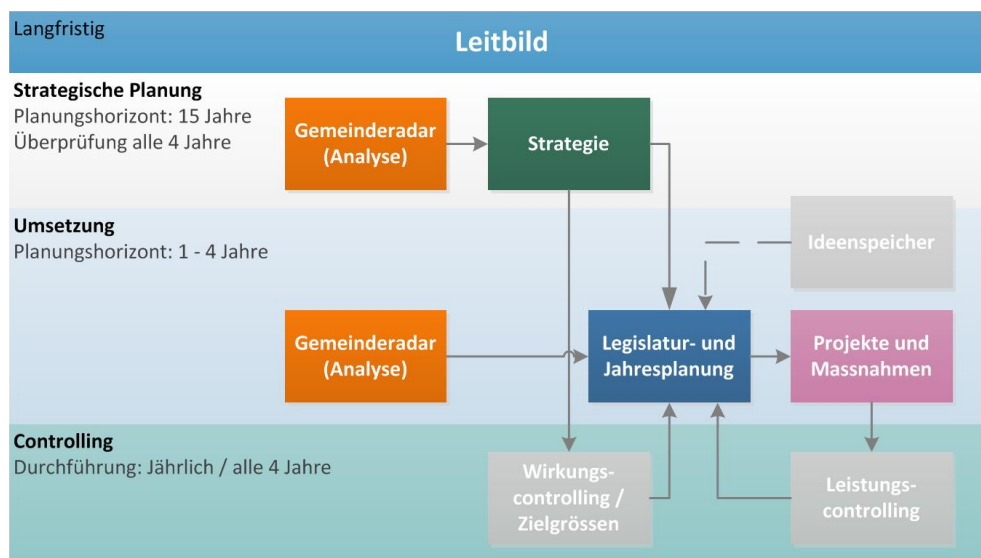 Langfristig
Leitbild
Strategische Planung
Planungshorizont: 15 Jahre
Überprüfung alle 4 Jahre
Gemeinderadar
(Analyse)
Strategie
Umsetzung
Planungshorizont: 1 - 4 Jahre
Ideenspeicher
Gemeinderadar
(Analyse)
Legislatur- und
Jahresplanung
Projekte und
Massnahmen
Controlling
Durchführung: Jährlich / alle 4 Jahre
Wirkungs-
controlling /
Zielgrössen
Leistungs-
controlling